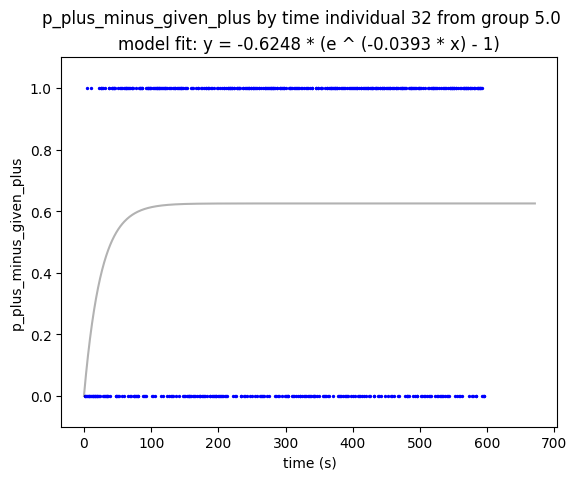 p_plus_minus_given_plus by time individual 32 from group 5.0
model fit: y = -0.6248 * (e ^ (-0.0393 * x) - 1)
1.0
0.8
0.6
0.4
0.2
0.0
p_plus_minus_given_plus
0 100 200 300 400 500 600 700
time (s)